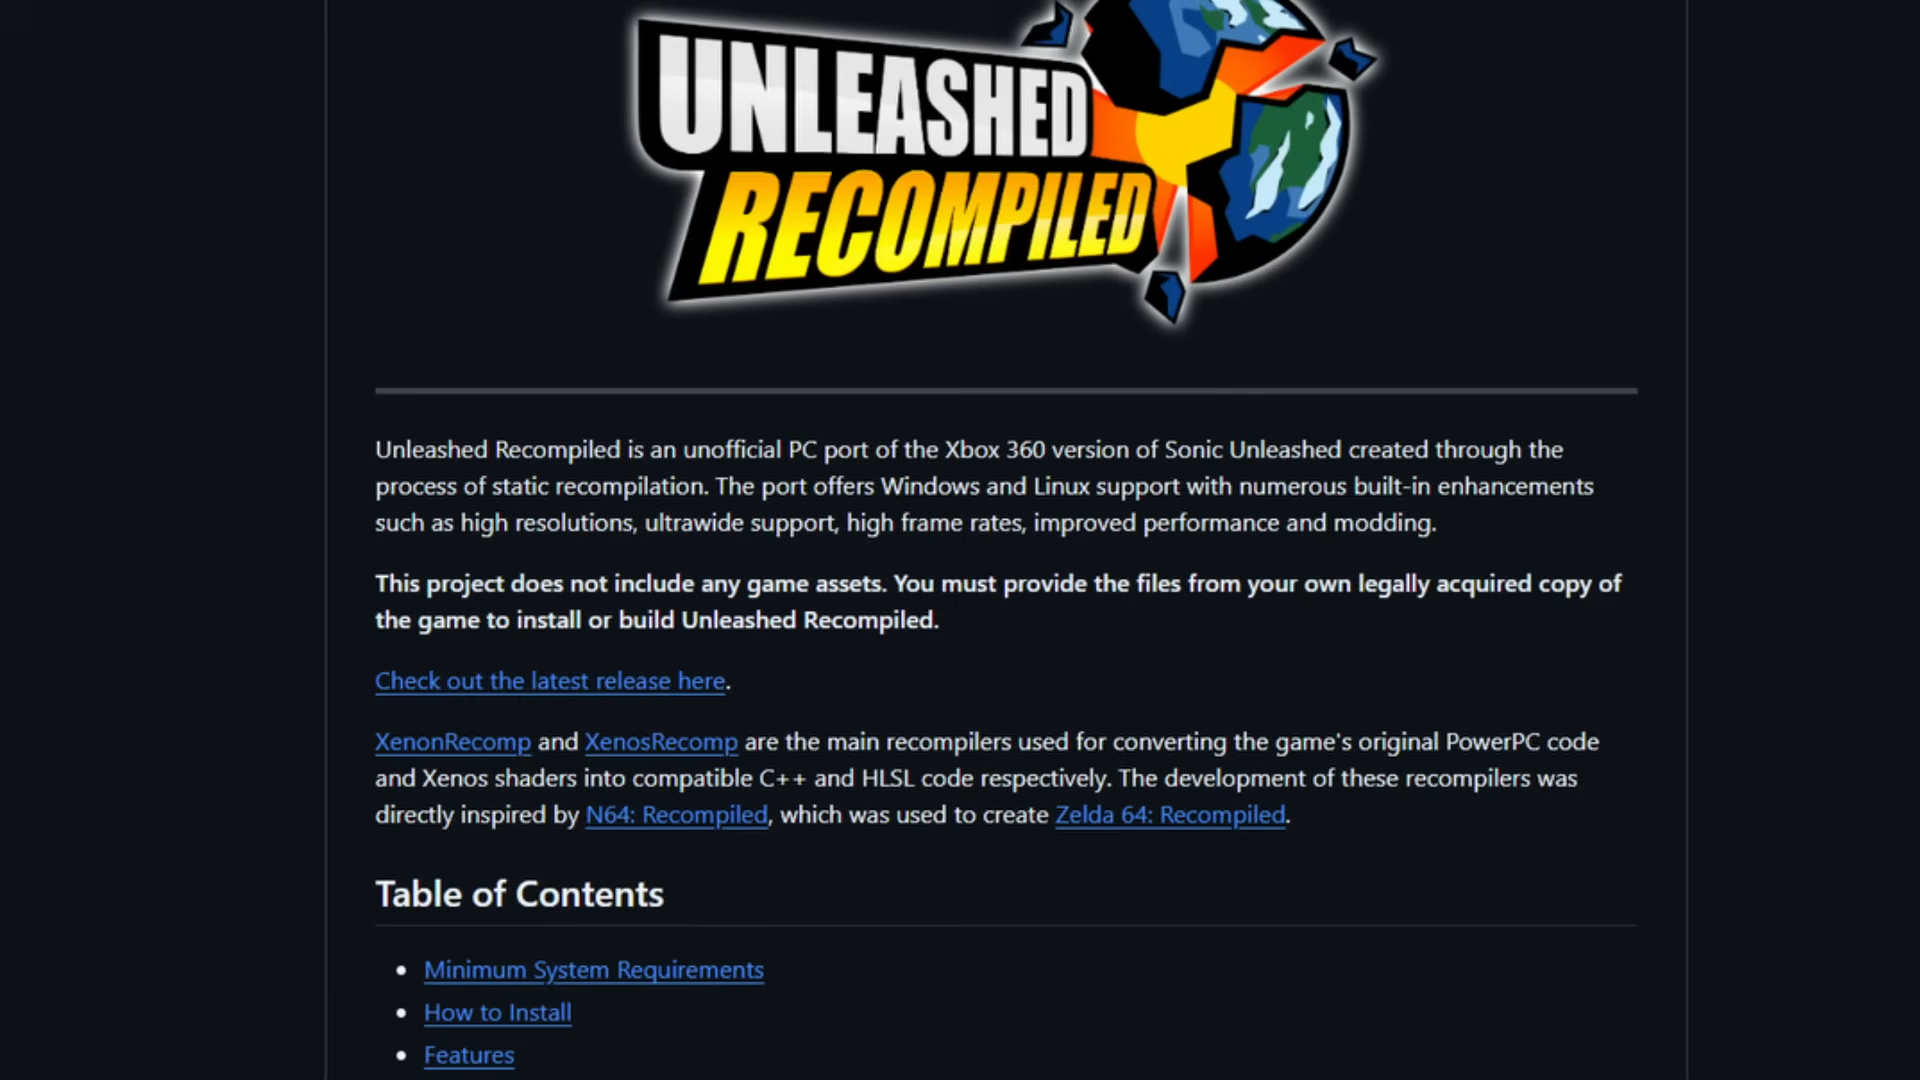 UNLEASHED
RECOMPILED
Unleashed Recompiled is an unofficial PC port of the Xbox 360 version of Sonic Unleashed created through the
process of static recompilation. The port offers Windows and Linux support with numerous built-in enhancements
such as high resolutions, ultrawide support, high frame rates, improved performance and modding.
This project does not include any game assets. You must provide the files from your own legally acquired copy of
the game to install or build Unleashed Recompiled.
Check out the latest release here.
XenonRecomp and XenosRecomp are the main recompilers used for converting the game's original PowerPC code
and Xenos shaders into compatible C++ and HLSL code respectively. The development of these recompilers was
directly inspired by N64: Recompiled, which was used to create Zelda 64: Recompiled.
Table of Contents
• Minimum System Requirements
• How to Install
• Features